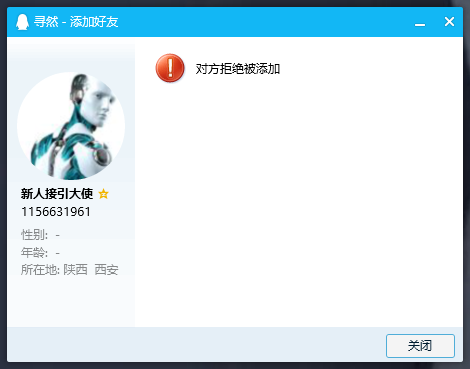 寻然 - 添加好友
对方拒绝被添加
新人接引大使
1156631961
性别: -
年龄: -
所在地: 陕西 西安
关闭